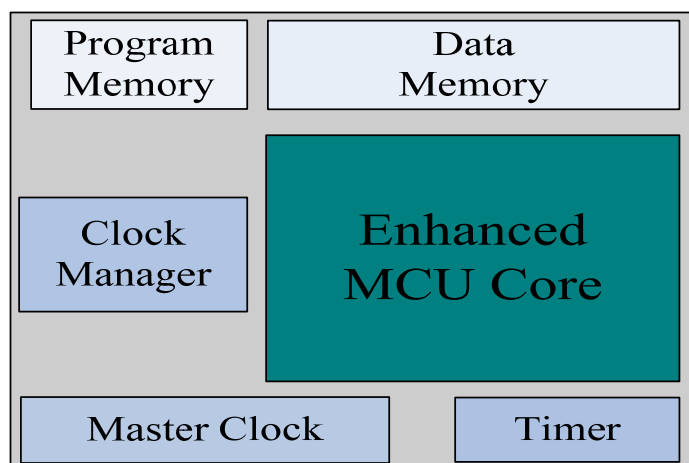 Program
Memory
Data
Memory
Clock
Manager
Enhanced
MCU Core
Master Clock
Timer